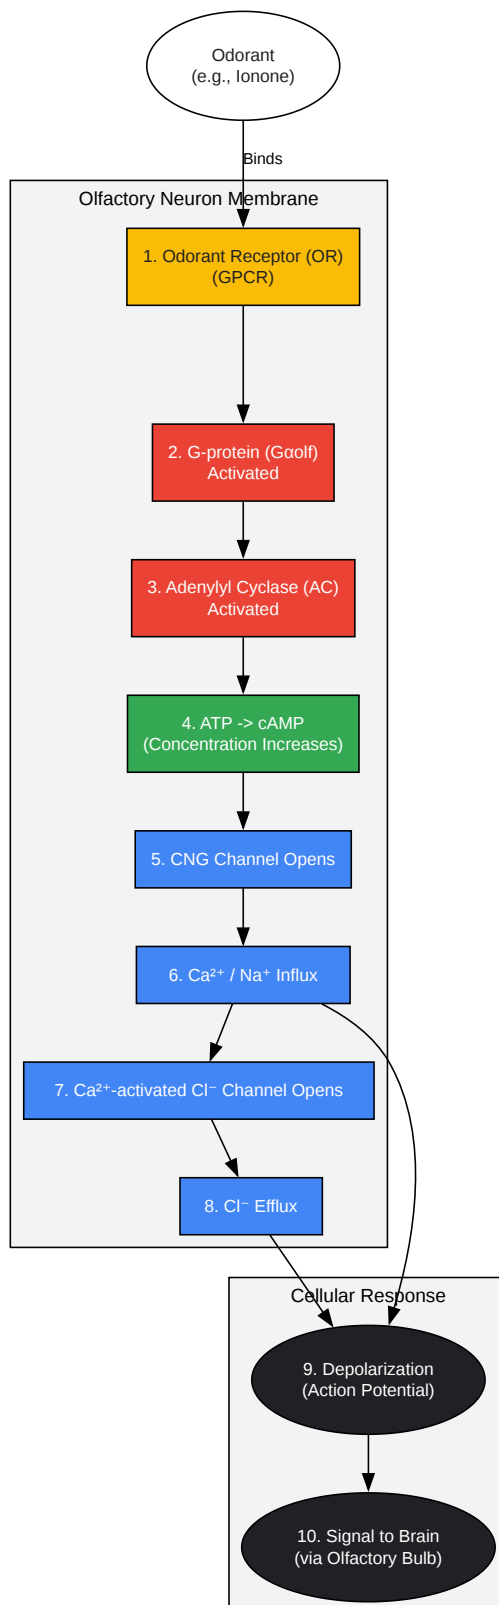 Odorant
(e.g., Ionone)
Binds
Olfactory Neuron Membrane
1. Odorant Receptor (OR)
(GPCR)
2. G-protein (Gαolf)
Activated
3. Adenylyl Cyclase (AC)
Activated
4. ATP -> cAMP
(Concentration Increases)
5. CNG Channel Opens
6. Ca²⁺ / Na⁺ Influx
7. Ca²⁺-activated Cl⁻ Channel Opens
8. Cl⁻ Efflux
Cellular Response
9. Depolarization
(Action Potential)
10. Signal to Brain
(via Olfactory Bulb)